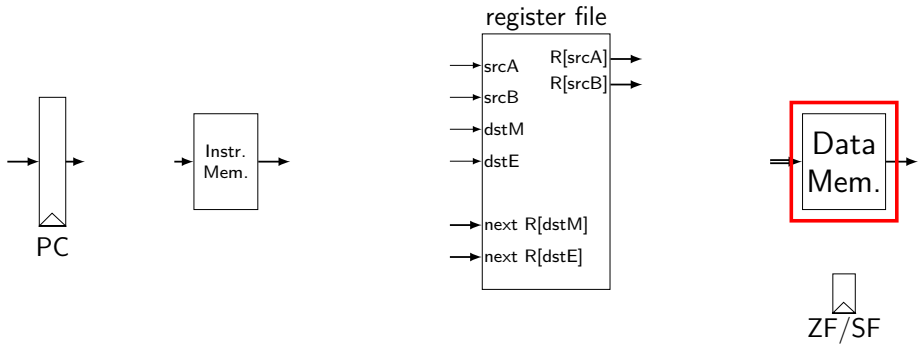 register file
srcA
srcB
dstM
dstE
next R[dstM]
next R[dstE]
R[srcA]
R[srcB]
PC
Instr.
Mem.
Data
Mem.
ZF/SF